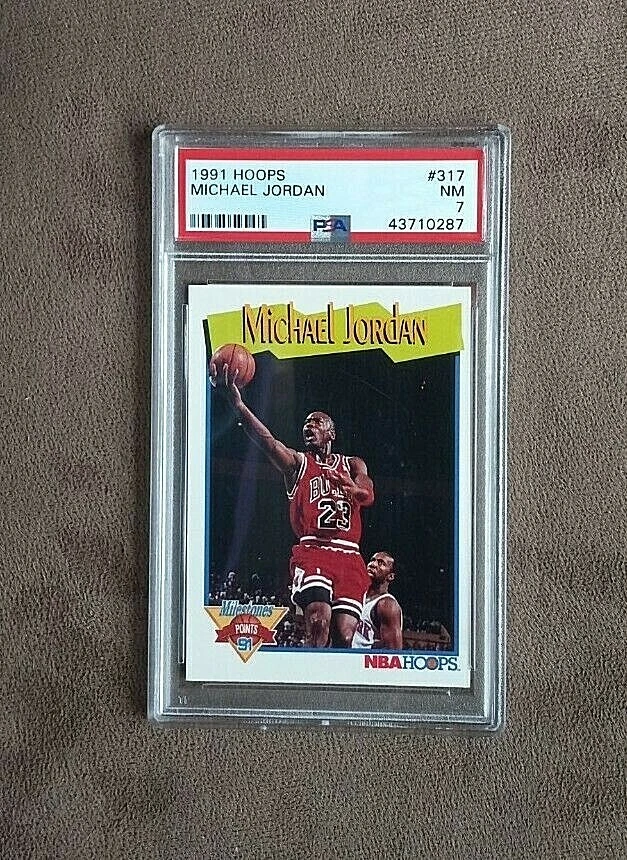 1991 HOOPS #317
MICHAEL JORDAN NM
7
PSA 43710287
MICHAEL JORDAN
BULLS
23
Milestones
POINTS
91
NBA HOOPS